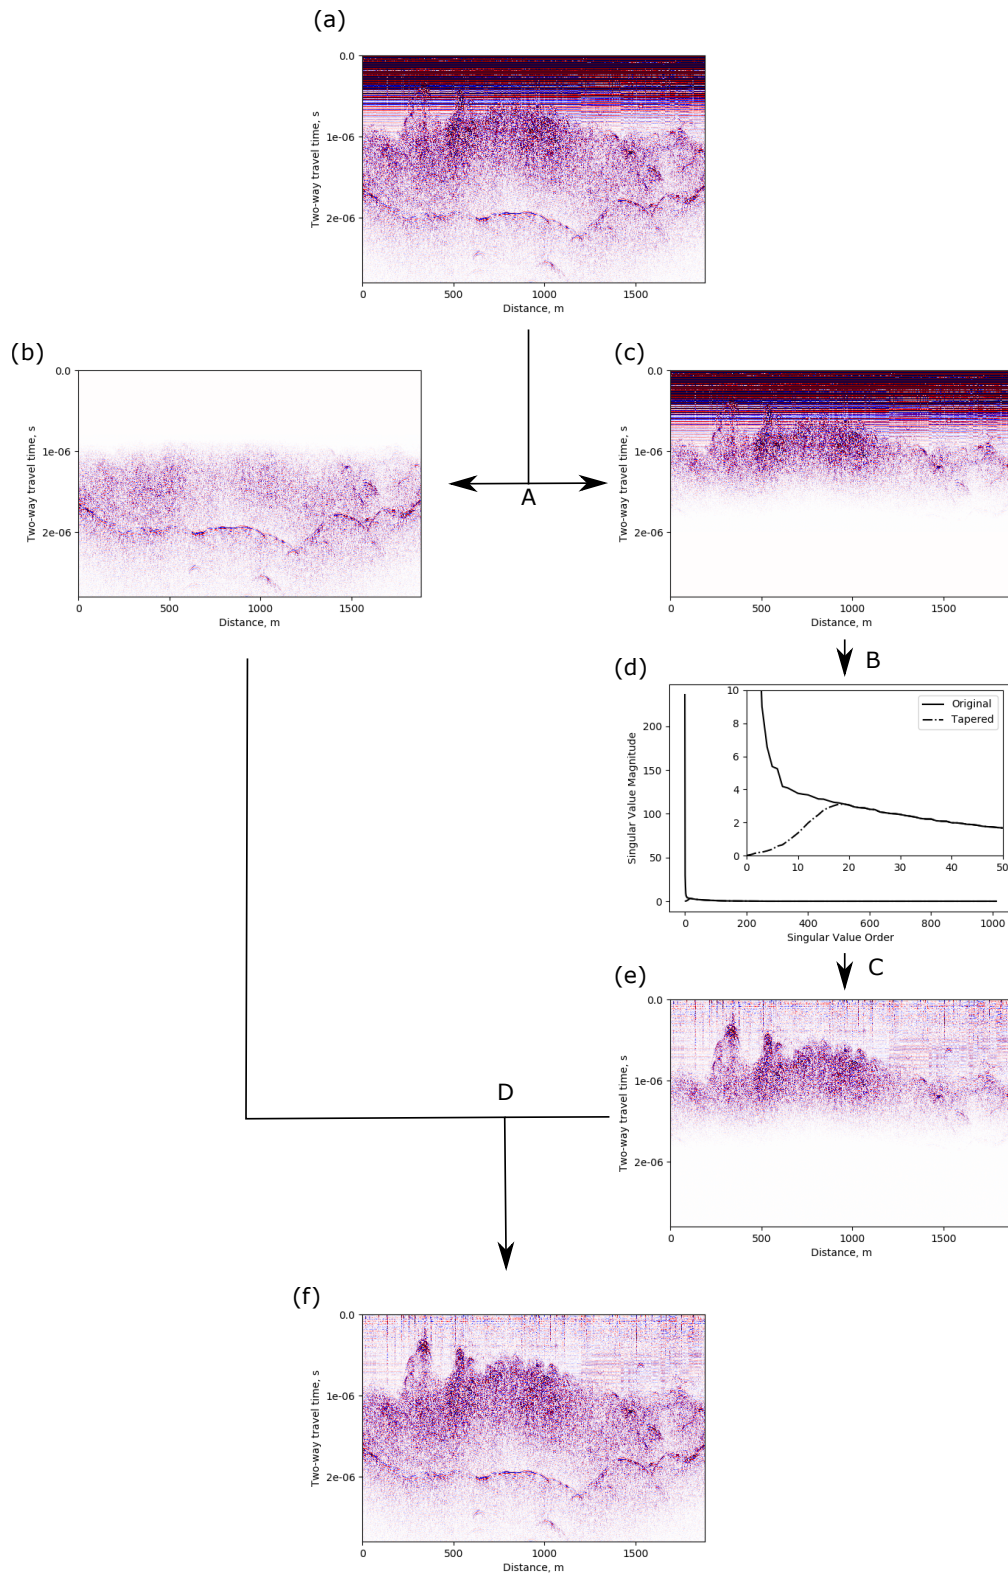 (a)
0.0
1e-06
2e-06
Two-way travel time, s
0 500 1000 1500
Distance, m
(b)
0.0
1e-06
2e-06
Two-way travel time, s
0 500 1000 1500
Distance, m
A
(c)
0.0
1e-06
2e-06
Two-way travel time, s
0 500 1000 1500
Distance, m
B
(d)
200
150
100
50
0
Singular Value Magnitude
0 200 400 600 800 1000
Singular Value Order
10
8
6
4
2
0
0 10 20 30 40 50
Original
Tapered
C
(e)
0.0
1e-06
2e-06
Two-way travel time, s
0 500 1000 1500
Distance, m
D
(f)
0.0
1e-06
2e-06
Two-way travel time, s
0 500 1000 1500
Distance, m